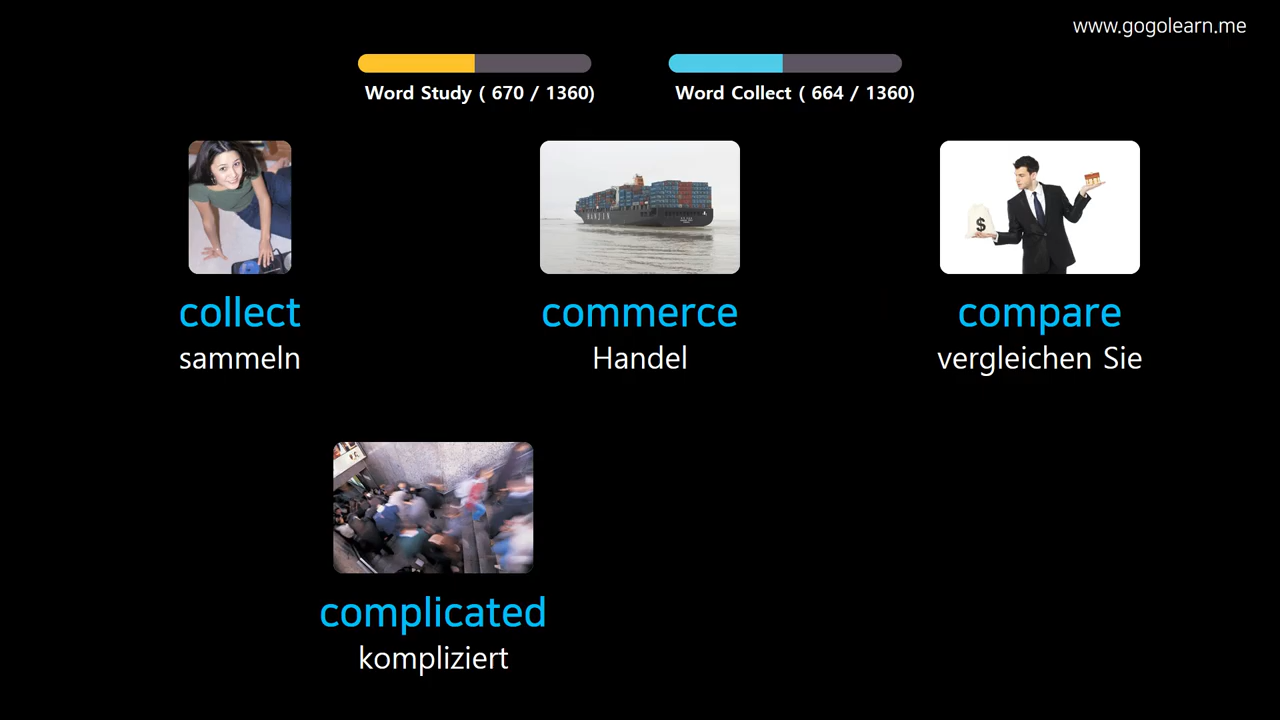 www.gogolearn.me
Word Study ( 670 / 1360)
Word Collect ( 664 / 1360)
HANJIN
$
collect
commerce
compare
sammeln
Handel
vergleichen Sie
complicated
kompliziert